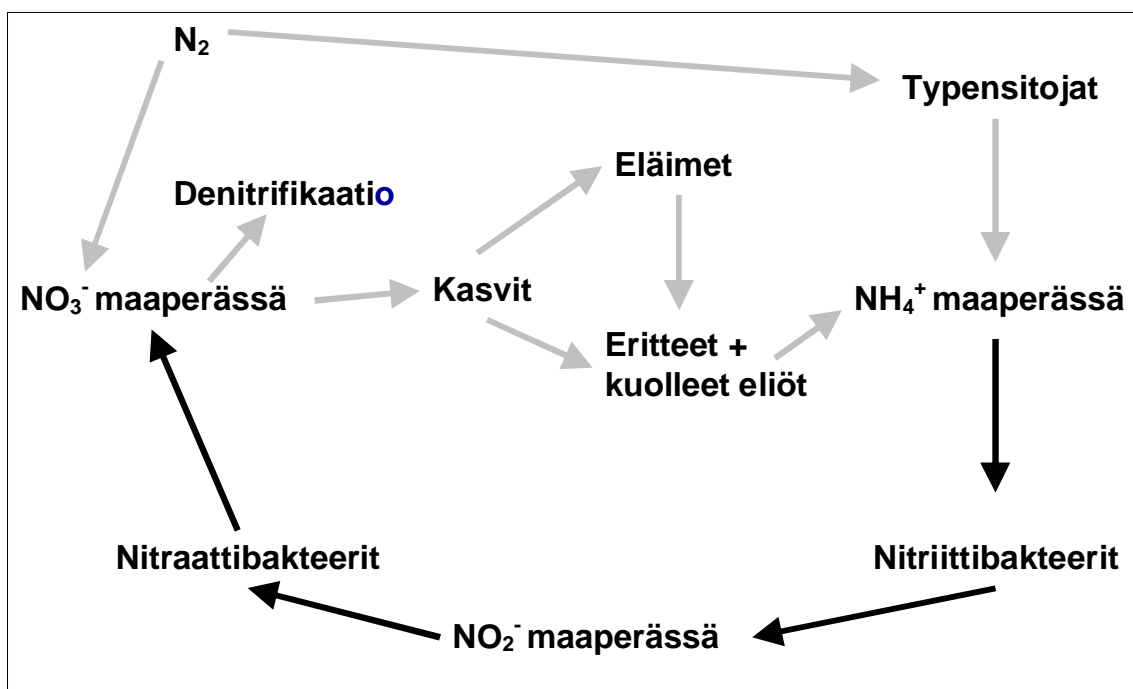 N₂
Typensitojat
Eläimet
Denitrifikaatio
NO₃⁻ maaperässä
Kasvit
NH₄⁺ maaperässä
Eritteet +
kuolleet eliöt
Nitraattibakteerit
Nitriittibakteerit
NO₂⁻ maaperässä